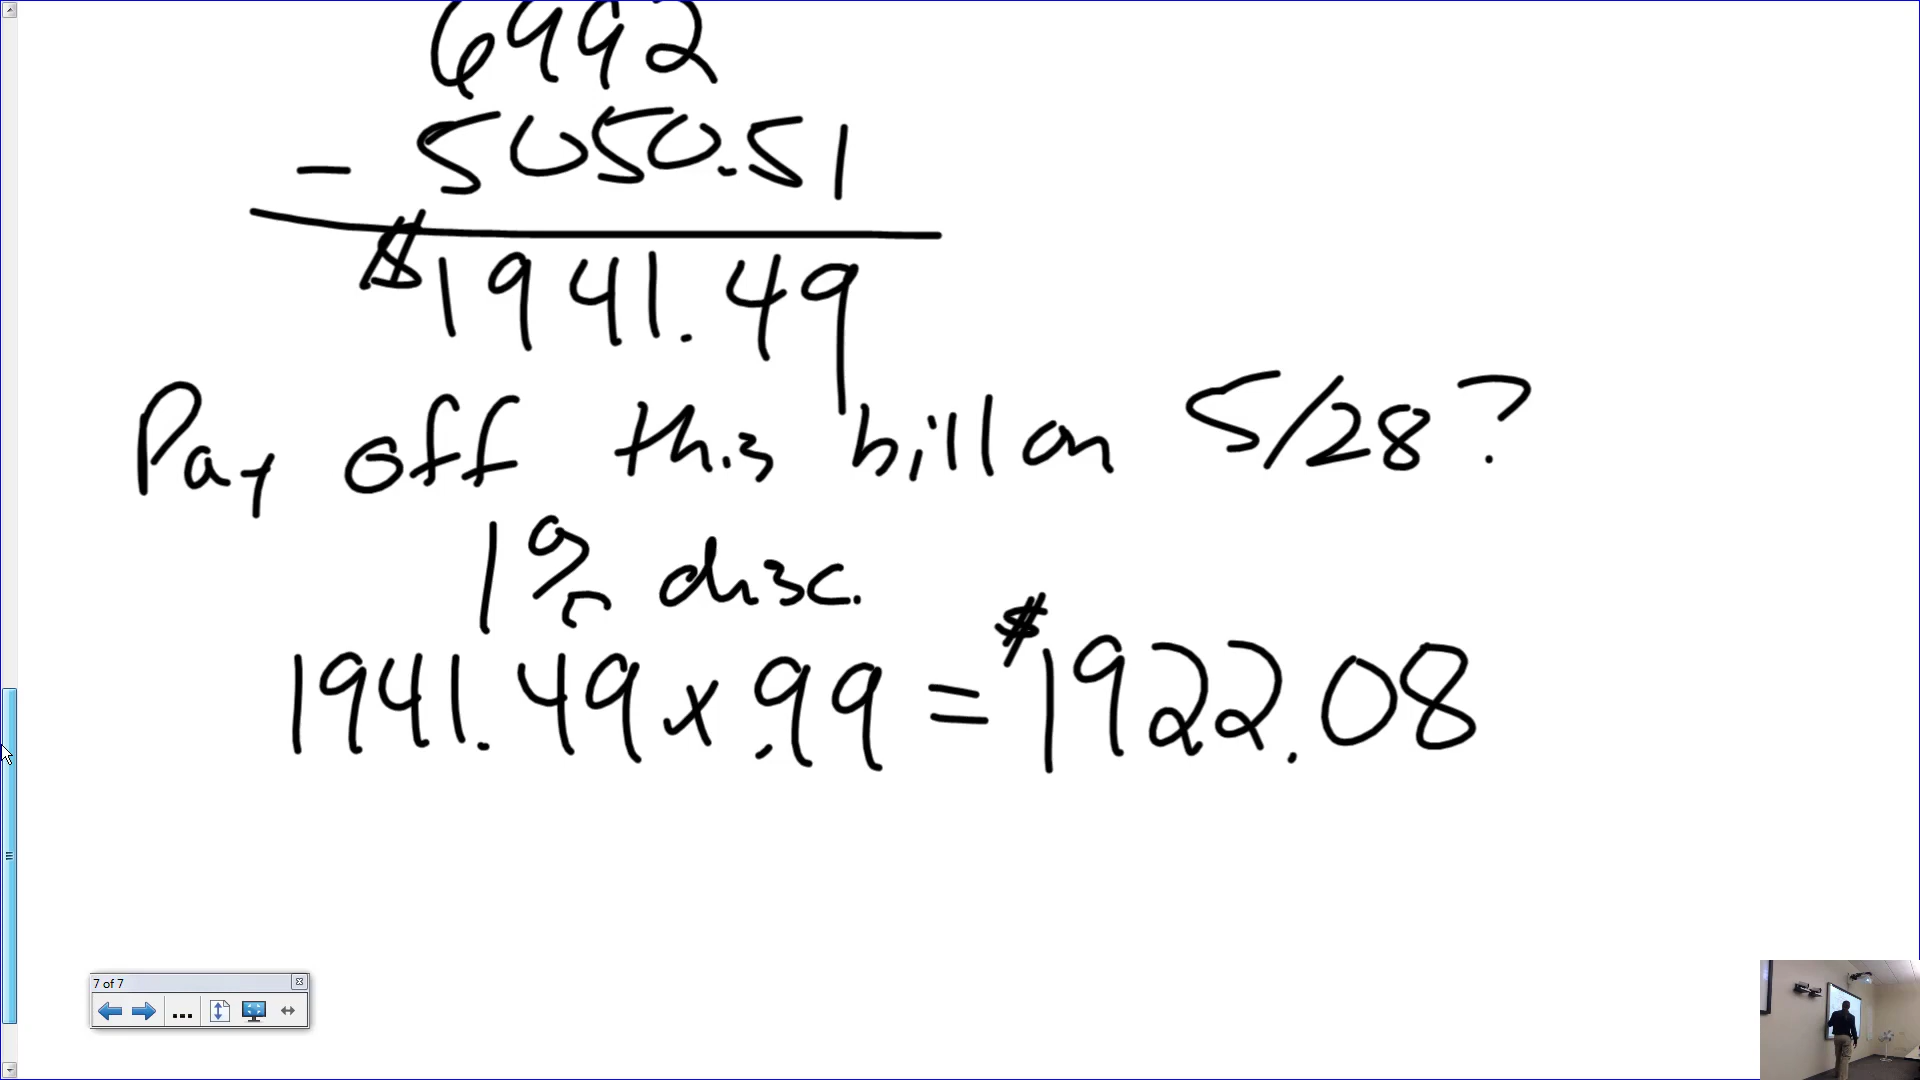 6992
- 5050.51
$1941.49
Pay off this bill on 5/28?
1% disc.
1941.49 x .99 = $1922.08
7 of 7
...